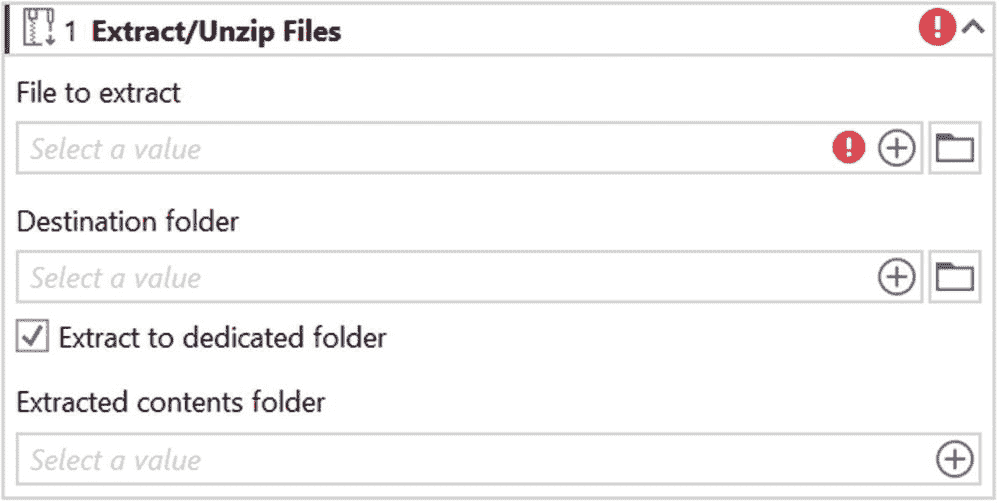 1 Extract/Unzip Files
File to extract
Select a value
Destination folder
Select a value
Extract to dedicated folder
Extracted contents folder
Select a value